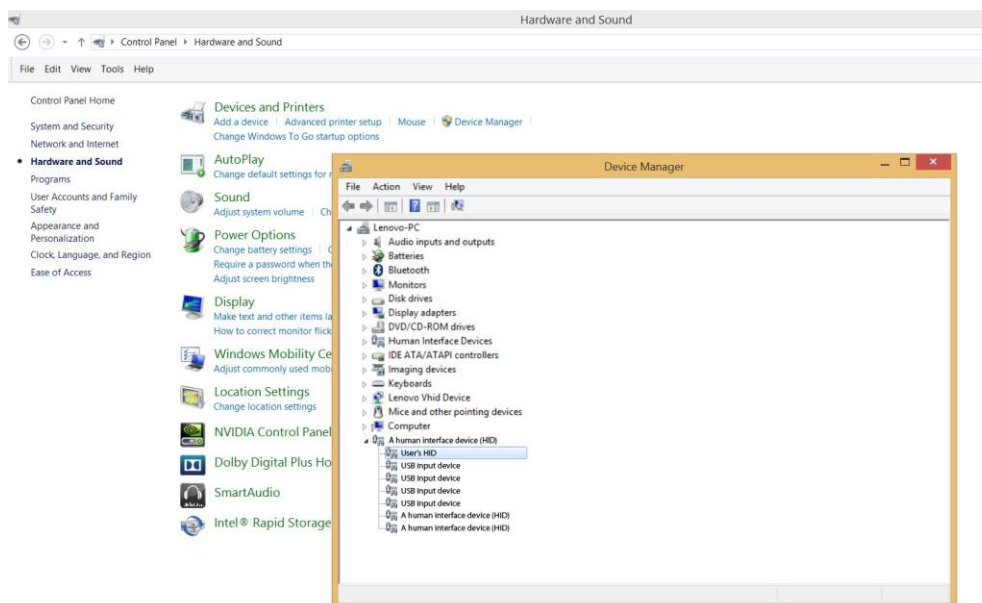 Hardware and Sound
Control Panel Hardware and Sound
File Edit View Tools Help
Control Panel Home
System and Security
Network and Internet
Hardware and Sound
Programs
User Accounts and Family
Safety
Appearance and
Personalization
Clock, Language, and Region
Ease of Access
Devices and Printers
Add a device Advanced printer setup Mouse Device Manager
Change Windows To Go startup options
AutoPlay
Change default settings for
Sound
Adjust system volume
Power Options
Change battery settings
Require a password when
Adjust screen brightness
Display
Make text and other items
How to correct monitor
Windows Mobility
Adjust commonly used
Location Settings
Change location settings
NVIDIA Control Panel
Dolby Digital Plus
SmartAudio
Intel® Rapid Storage
Device Manager
File Action View Help
Lenovo-PC
Audio inputs and outputs
Batteries
Bluetooth
Monitors
Disk drives
Display adapters
DVD/CD-ROM drives
Human Interface Devices
IDE ATA/ATAPI controllers
Imaging devices
Keyboards
Lenovo Vhid Device
Mice and other pointing devices
Computer
A human interface device (HID)
User's HID
USB input device
USB input device
USB input device
USB input device
A human interface device (HID)
A human interface device (HID)